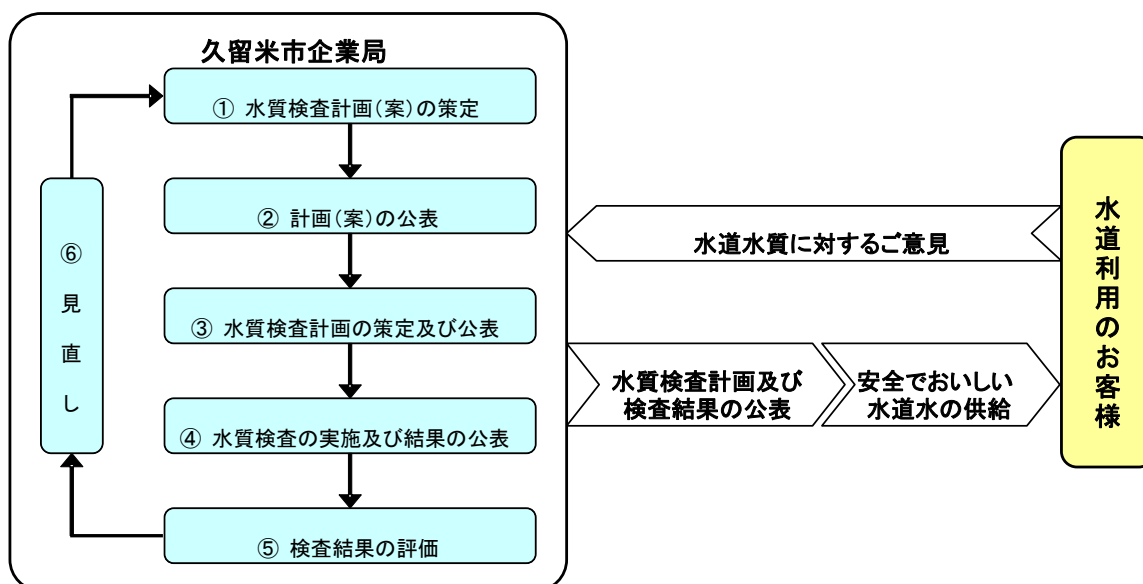 久留米市企業局
① 水質検査計画（案）の策定
② 計画（案）の公表
③ 水質検査計画の策定及び公表
④ 水質検査の実施及び結果の公表
⑤ 検査結果の評価
⑥見直し
水道水質に対するご意見
水質検査計画及び
検査結果の公表
安全でおいしい
水道水の供給
水道利用のお客様